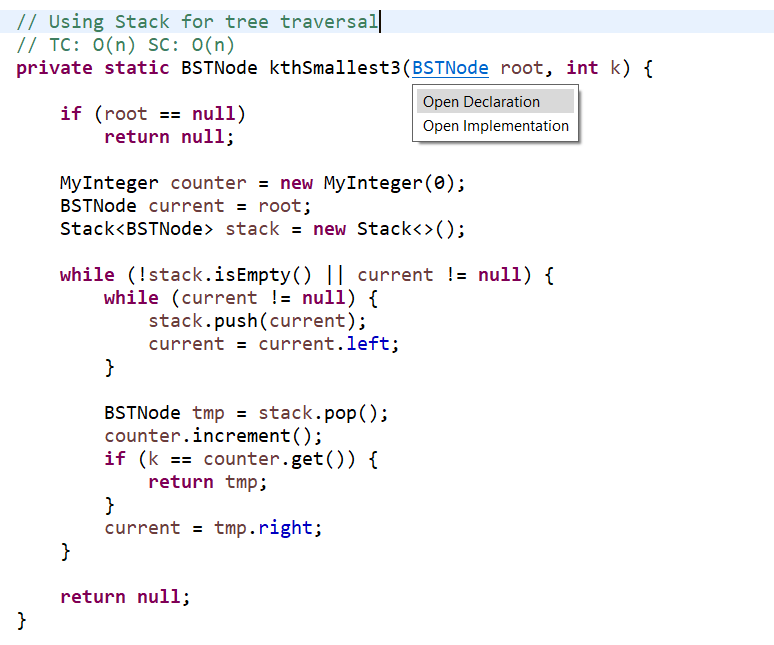 // Using Stack for tree traversal
// TC: O(n) SC: O(n)
private static BSTNode kthSmallest3(BSTNode root, int k) {
Open Declaration
if (root == null)
Open Implementation
return null;
MyInteger counter = new MyInteger(0);
BSTNode current = root;
Stack<BSTNode> stack = new Stack<>();
while (!stack.isEmpty() || current != null) {
while (current != null) {
stack.push(current);
current = current.left;
}
BSTNode tmp = stack.pop();
counter.increment();
if (k == counter.get()) {
return tmp;
}
current = tmp.right;
}
return null;
}